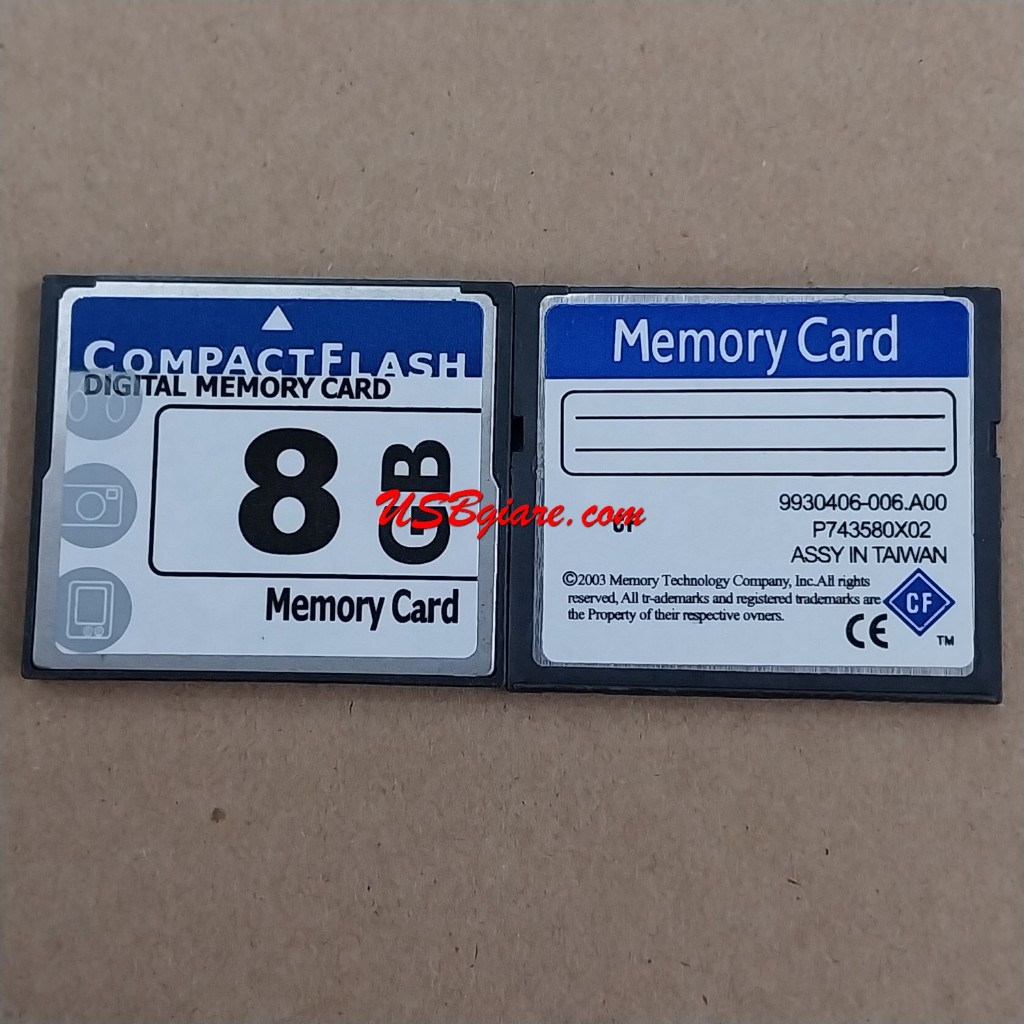 COMPACTFLASH
DIGITAL MEMORY CARD
8 GB
Memory Card
USBgiare.com
Memory Card
CF
9930406-006.A00
P743580X02
ASSY IN TAIWAN
©2003 Memory Technology Company, Inc.All rights
reserved, All tr-ademarks and registered trademarks are
the Property of their respective owners.
CF
CE
TM